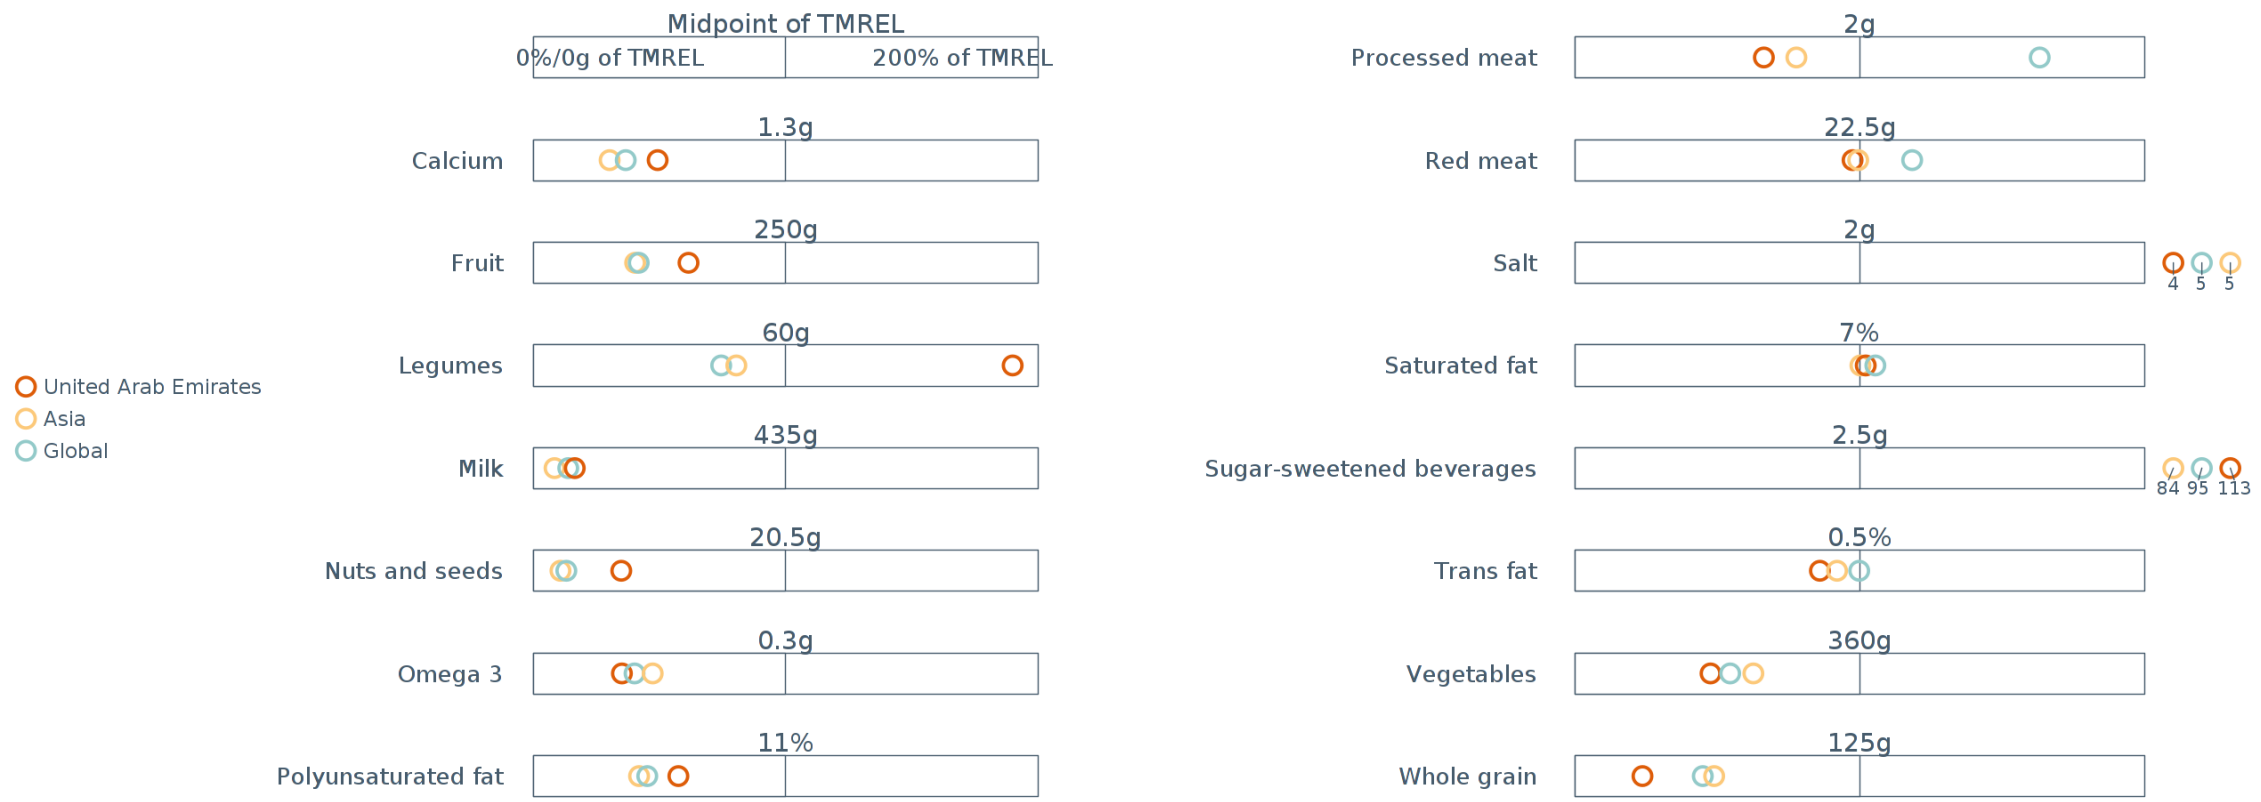 Midpoint of TMREL
0%/0g of TMREL
200% of TMREL
1.3g
Calcium
250g
Fruit
60g
Legumes
435g
Milk
20.5g
Nuts and seeds
0.3g
Omega 3
11%
Polyunsaturated fat
United Arab Emirates
Asia
Global
2g
Processed meat
22.5g
Red meat
2g
Salt
4 5 5
7%
Saturated fat
2.5g
Sugar-sweetened beverages
84 95 113
0.5%
Trans fat
360g
Vegetables
125g
Whole grain